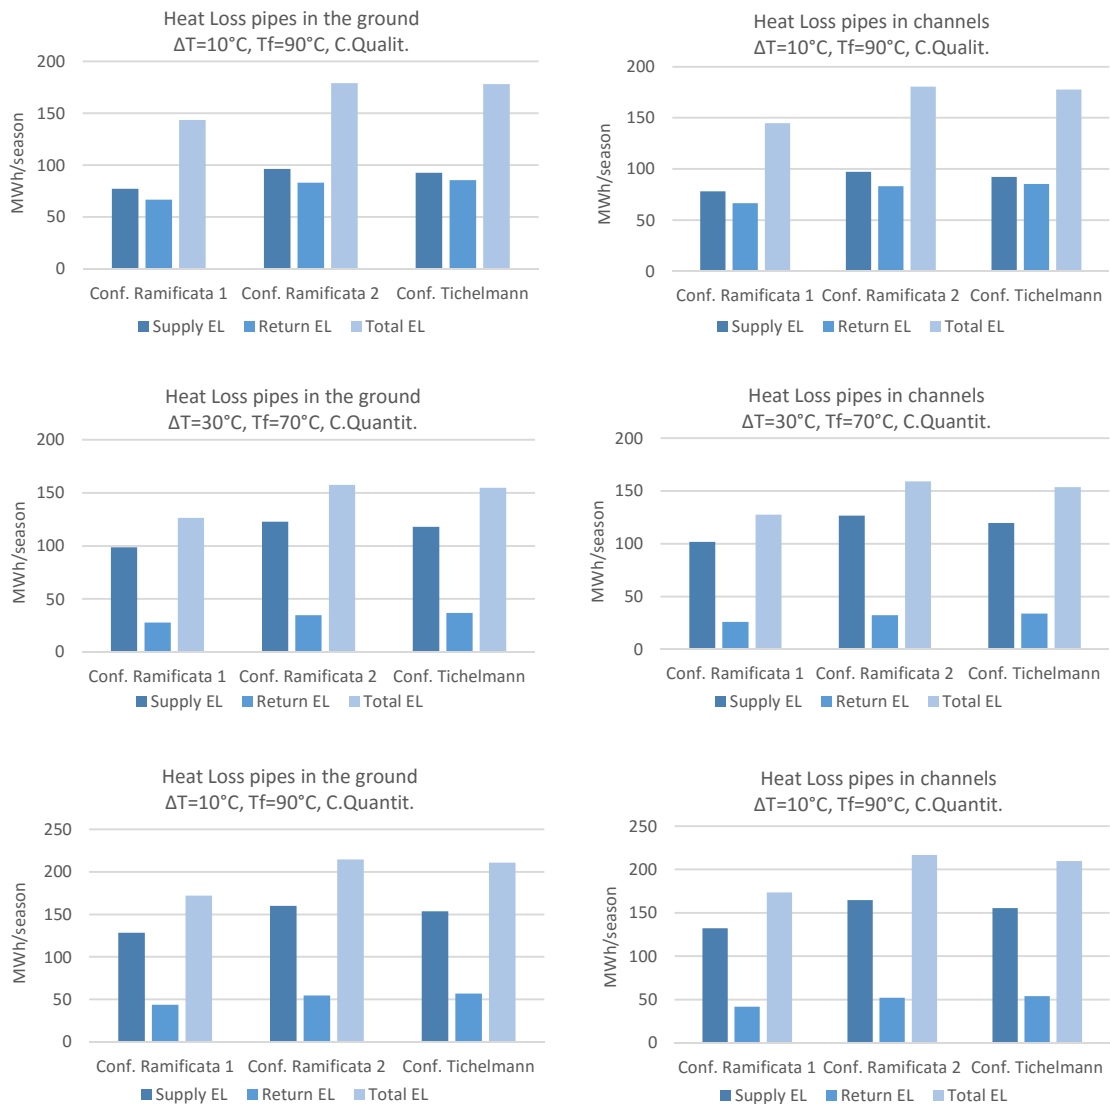 Heat Loss pipes in the ground
ΔT=10°C, Tf=90°C, C.Qualit.
MWh/season
200
150
100
50
0
Conf. Ramificata 1 Conf. Ramificata 2 Conf. Tichelmann
Supply EL Return EL Total EL
Heat Loss pipes in channels
ΔT=10°C, Tf=90°C, C.Qualit.
MWh/season
200
150
100
50
0
Conf. Ramificata 1 Conf. Ramificata 2 Conf. Tichelmann
Supply EL Return EL Total EL
Heat Loss pipes in the ground
ΔT=30°C, Tf=70°C, C.Quantit.
MWh/season
200
150
100
50
0
Conf. Ramificata 1 Conf. Ramificata 2 Conf. Tichelmann
Supply EL Return EL Total EL
Heat Loss pipes in channels
ΔT=30°C, Tf=70°C, C.Quantit.
MWh/season
200
150
100
50
0
Conf. Ramificata 1 Conf. Ramificata 2 Conf. Tichelmann
Supply EL Return EL Total EL
Heat Loss pipes in the ground
ΔT=10°C, Tf=90°C, C.Quantit.
MWh/season
250
200
150
100
50
0
Conf. Ramificata 1 Conf. Ramificata 2 Conf. Tichelmann
Supply EL Return EL Total EL
Heat Loss pipes in channels
ΔT=10°C, Tf=90°C, C.Quantit.
MWh/season
250
200
150
100
50
0
Conf. Ramificata 1 Conf. Ramificata 2 Conf. Tichelmann
Supply EL Return EL Total EL